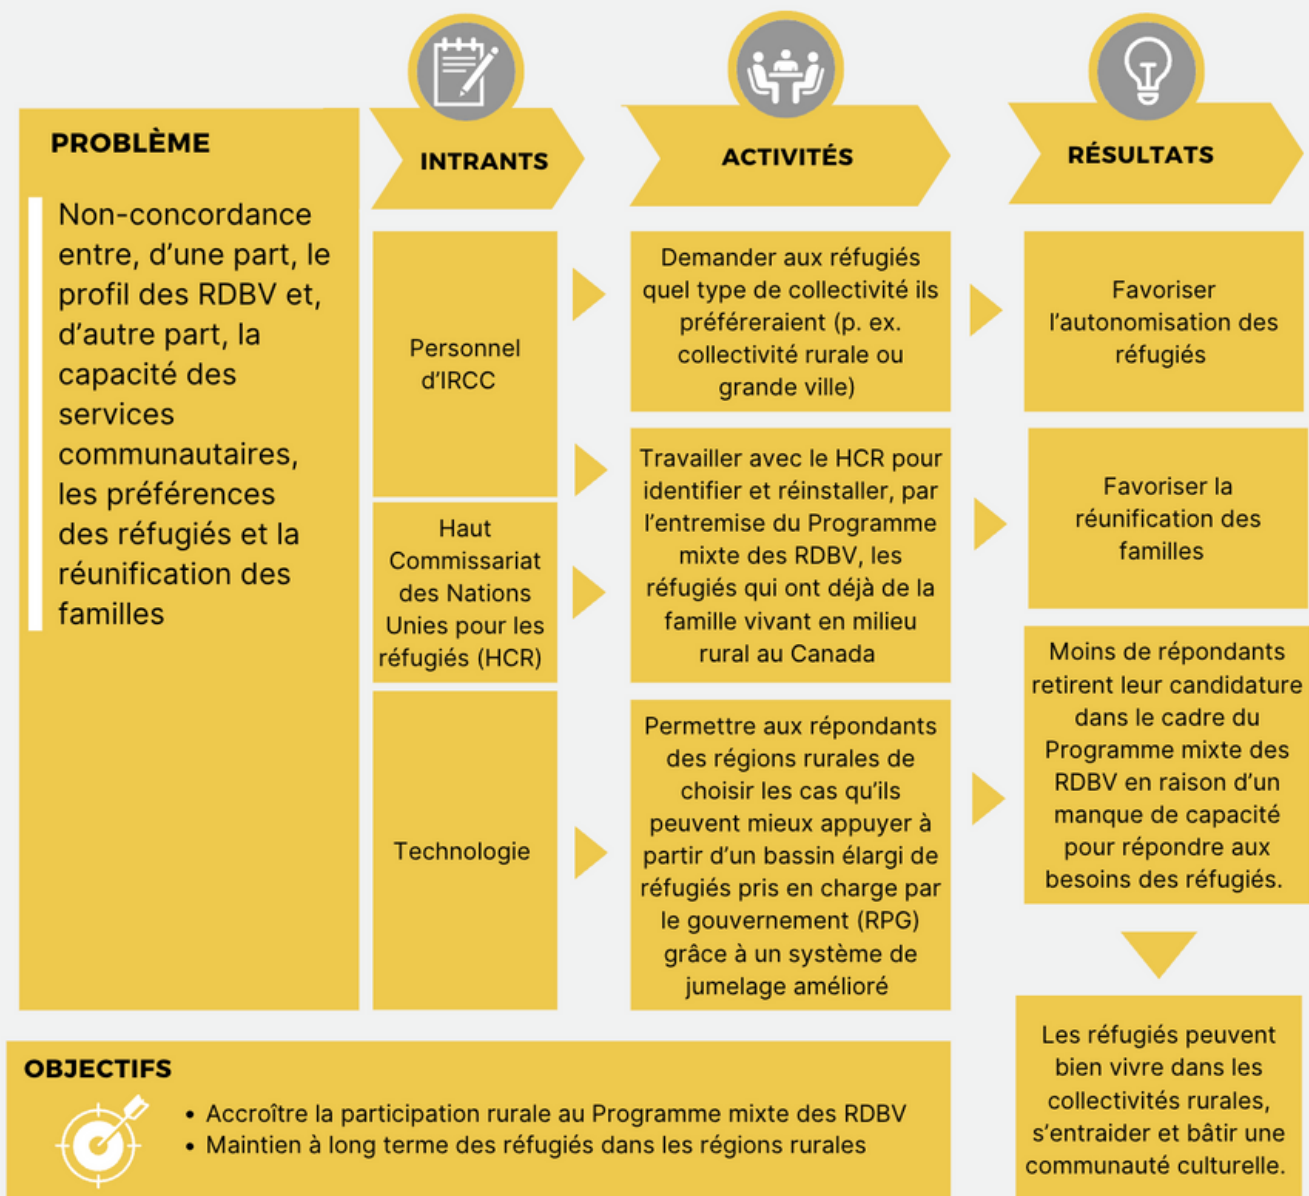 PROBLÈME
Non-concordance
entre, d'une part, le
profil des RDBV et,
d'autre part, la
capacité des
services
communautaires,
les préférences
des réfugiés et la
réunification des
familles
INTRANTS
Personnel
d'IRCC
Haut
Commissariat
des Nations
Unies pour les
réfugiés (HCR)
Technologie
ACTIVITÉS
Demander aux réfugiés
quel type de collectivité ils
préféreraient (p. ex.
collectivité rurale ou
grande ville)
Travailler avec le HCR pour
identifier et réinstaller, par
l'entremise du Programme
mixte des RDBV, les
réfugiés qui ont déjà de la
famille vivant en milieu
rural au Canada
Permettre aux répondants
des régions rurales de
choisir les cas qu'ils
peuvent mieux appuyer à
partir d'un bassin élargi de
réfugiés pris en charge par
le gouvernement (RPG)
grâce à un système de
jumelage amélioré
RÉSULTATS
Favoriser
l'autonomisation des
réfugiés
Favoriser la
réunification des
familles
Moins de répondants
retirent leur candidature
dans le cadre du
Programme mixte des
RDBV en raison d'un
manque de capacité
pour répondre aux
besoins des réfugiés.
Les réfugiés peuvent
bien vivre dans les
collectivités rurales,
s'entraider et bâtir une
communauté culturelle.
OBJECTIFS
• Accroître la participation rurale au Programme mixte des RDBV
• Maintien à long terme des réfugiés dans les régions rurales